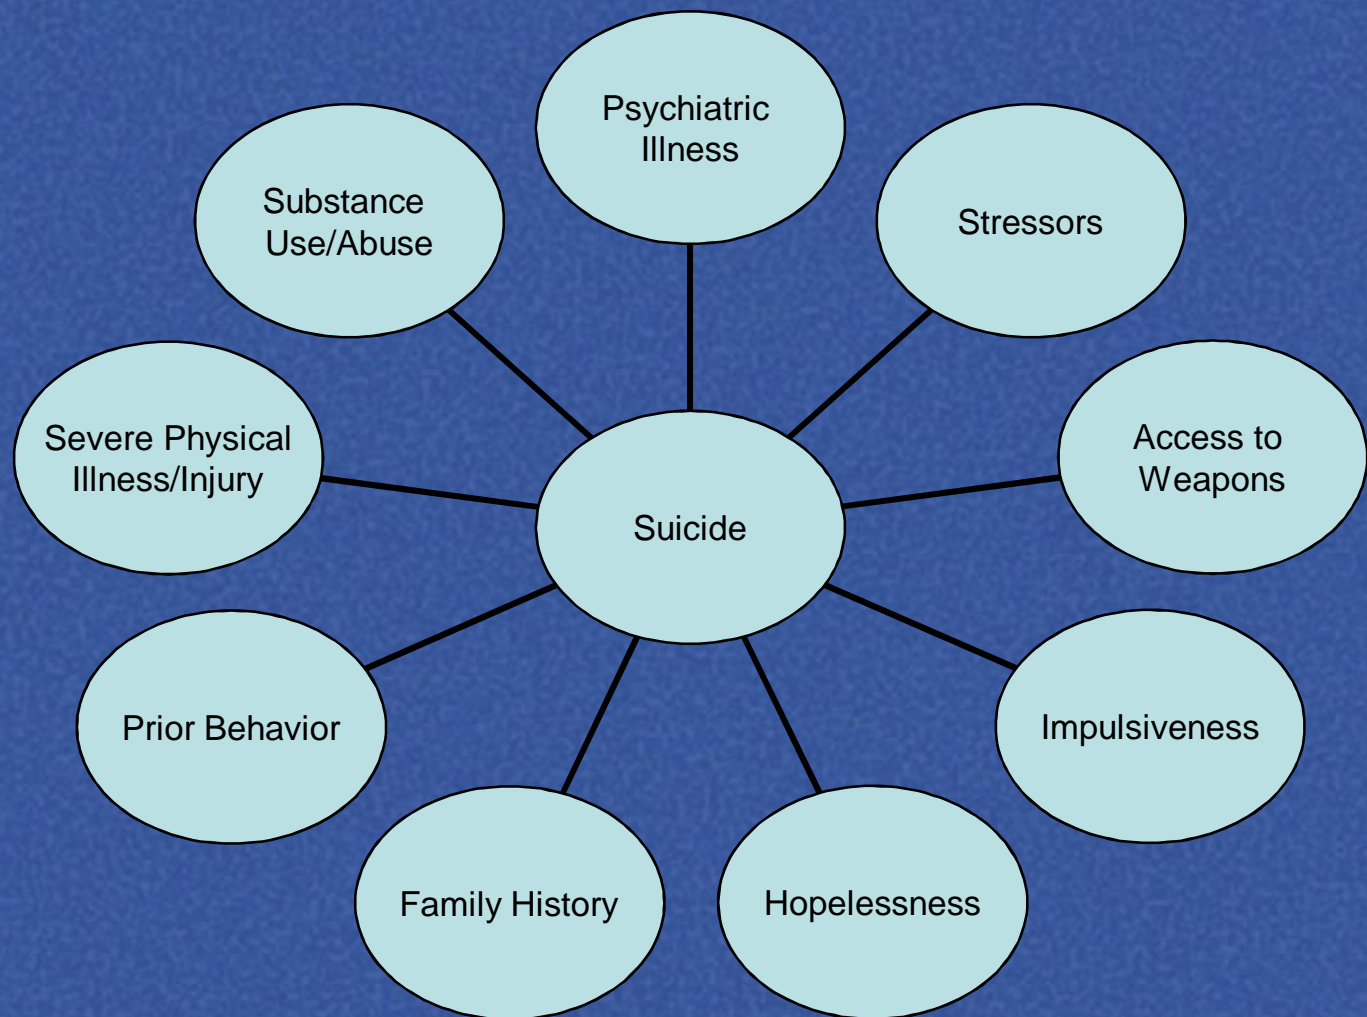 Psychiatric
Illness
Substance
Use/Abuse
Stressors
Severe Physical
Illness/Injury
Access to
Weapons
Suicide
Prior Behavior
Impulsiveness
Family History
Hopelessness